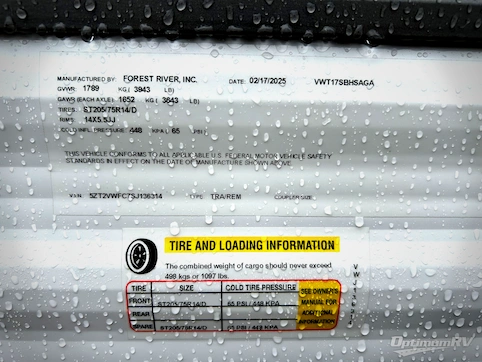 MANUFACTURED BY: FOREST RIVER, INC. DATE: 02/17/2025 VWT17SBHSAGA
GVWR: 1789 KG ( 3943 LB)
GAWR (EACH AXLE) 1652 KG ( 3643 LB)
TIRES: ST205/75R14/D
RIMS: 14X5.5JJ
COLD INFL. PRESSURE: 448 KPA ( 65 PSI)
THIS VEHICLE CONFORMS TO ALL APPLICABLE U.S. FEDERAL MOTOR VEHICLE SAFETY
STANDARDS IN EFFECT ON THE DATE OF MANUFACTURE SHOWN ABOVE.
V.I.N. 5ZT2VWFC7SJ136314 TYPE: TRA/REM COUPLER SIZE:
TIRE AND LOADING INFORMATION
The combined weight of cargo should never exceed
498 kgs or 1097 lbs.
TIRE SIZE COLD TIRE PRESSURE SEE OWNER'S
FRONT ST205/75R14/D 65 PSI / 448 KPA MANUAL FOR
REAR ADDITIONAL
SPARE ST205/75R14/D 65 PSI / 448 KPA INFORMATION
OptimumRV